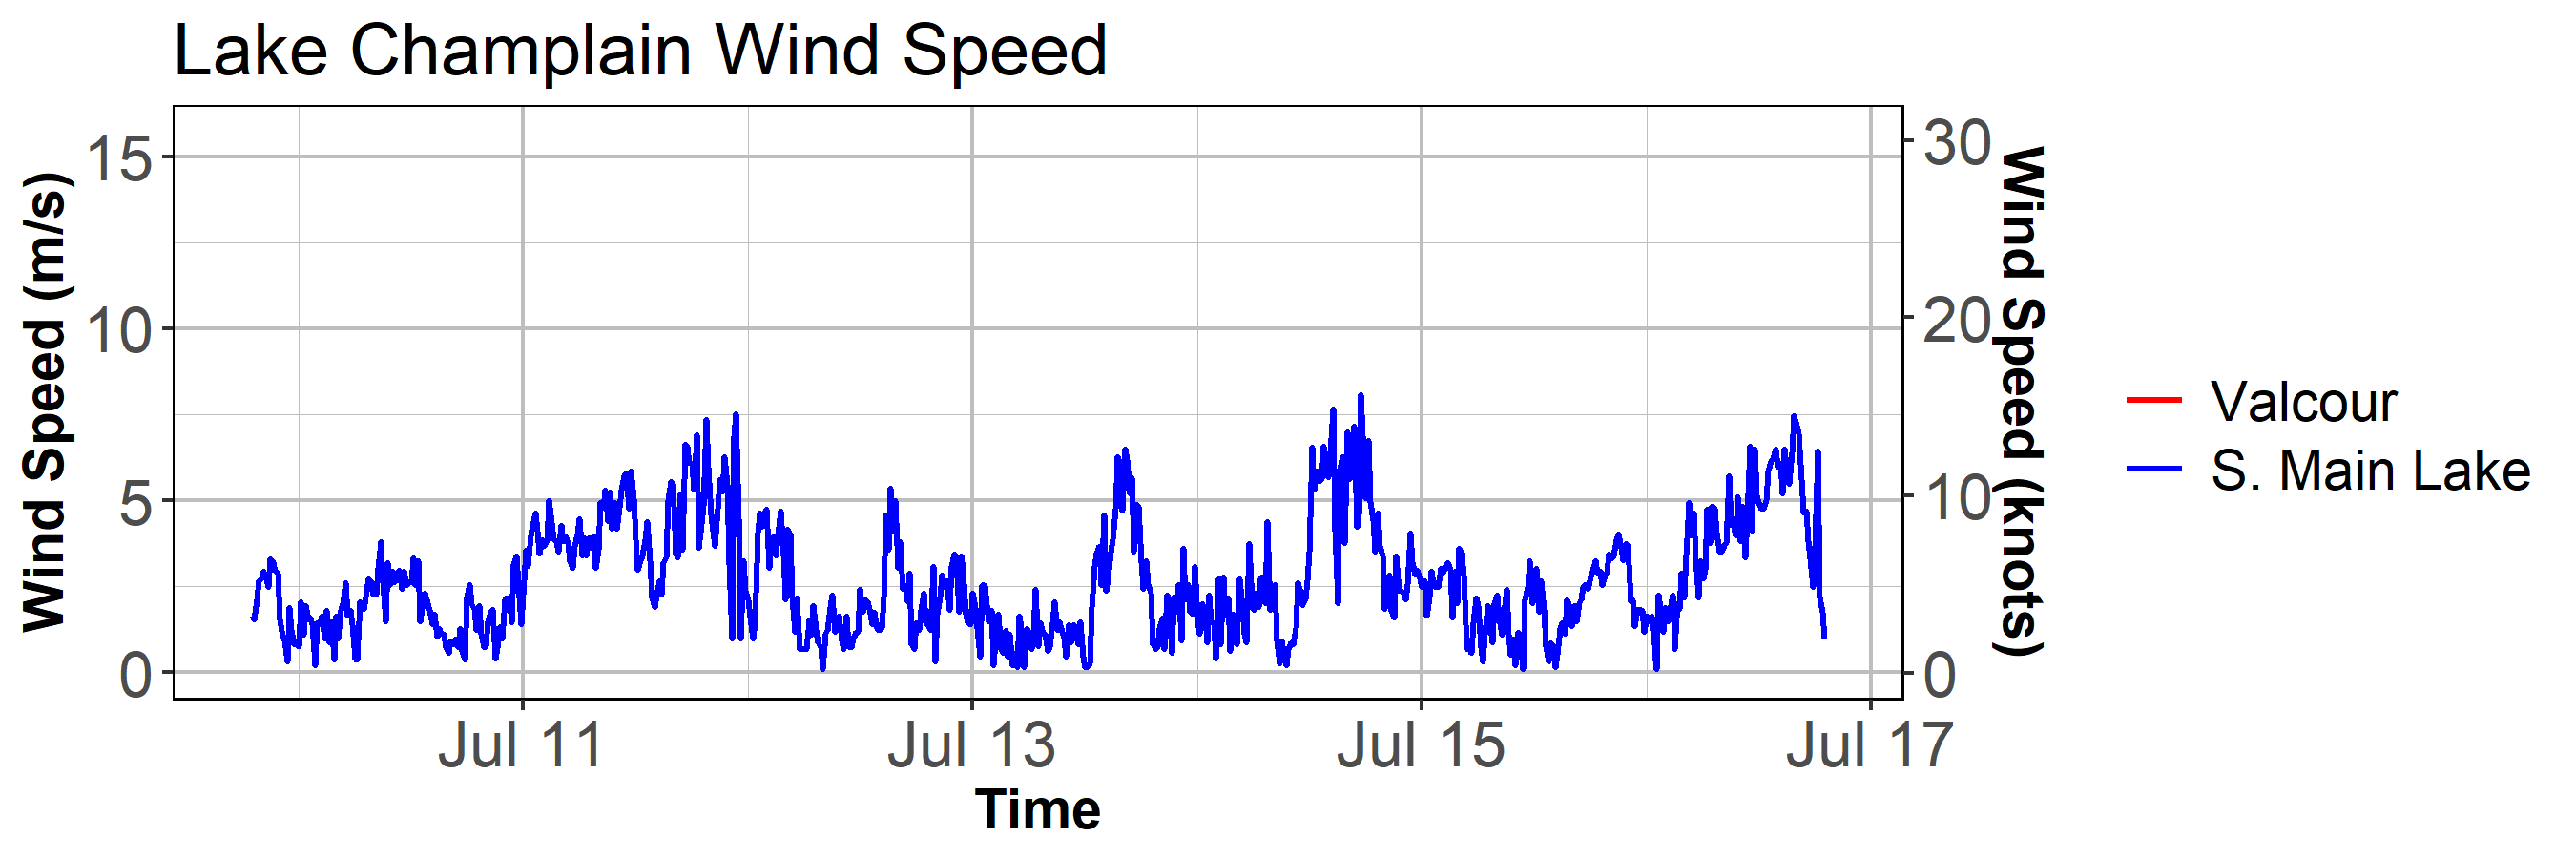 Lake Champlain Wind Speed
Wind Speed (m/s)
15
10
5
0
30
20
10
0
Wind Speed (knots)
Jul 11
Jul 13
Jul 15
Jul 17
Time
Valcour
S. Main Lake